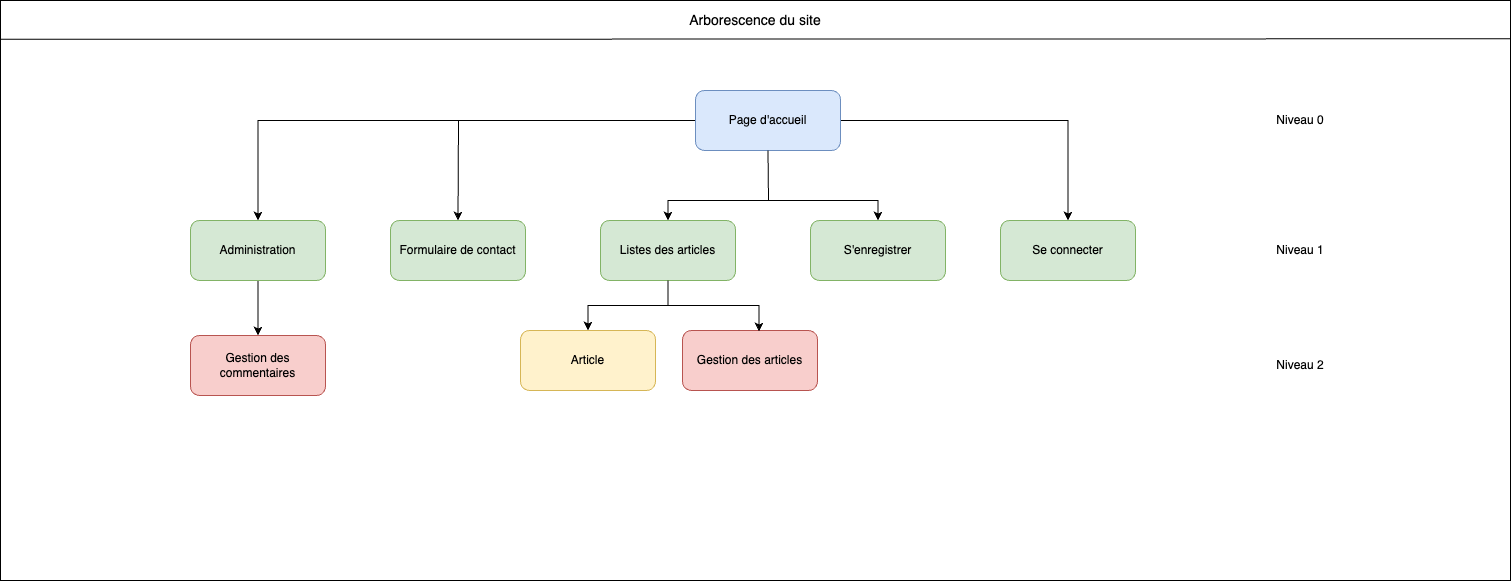 Arborescence du site
Page d'accueil
Niveau 0
Administration
Formulaire de contact
Listes des articles
S'enregistrer
Se connecter
Niveau 1
Gestion des
commentaires
Article
Gestion des articles
Niveau 2